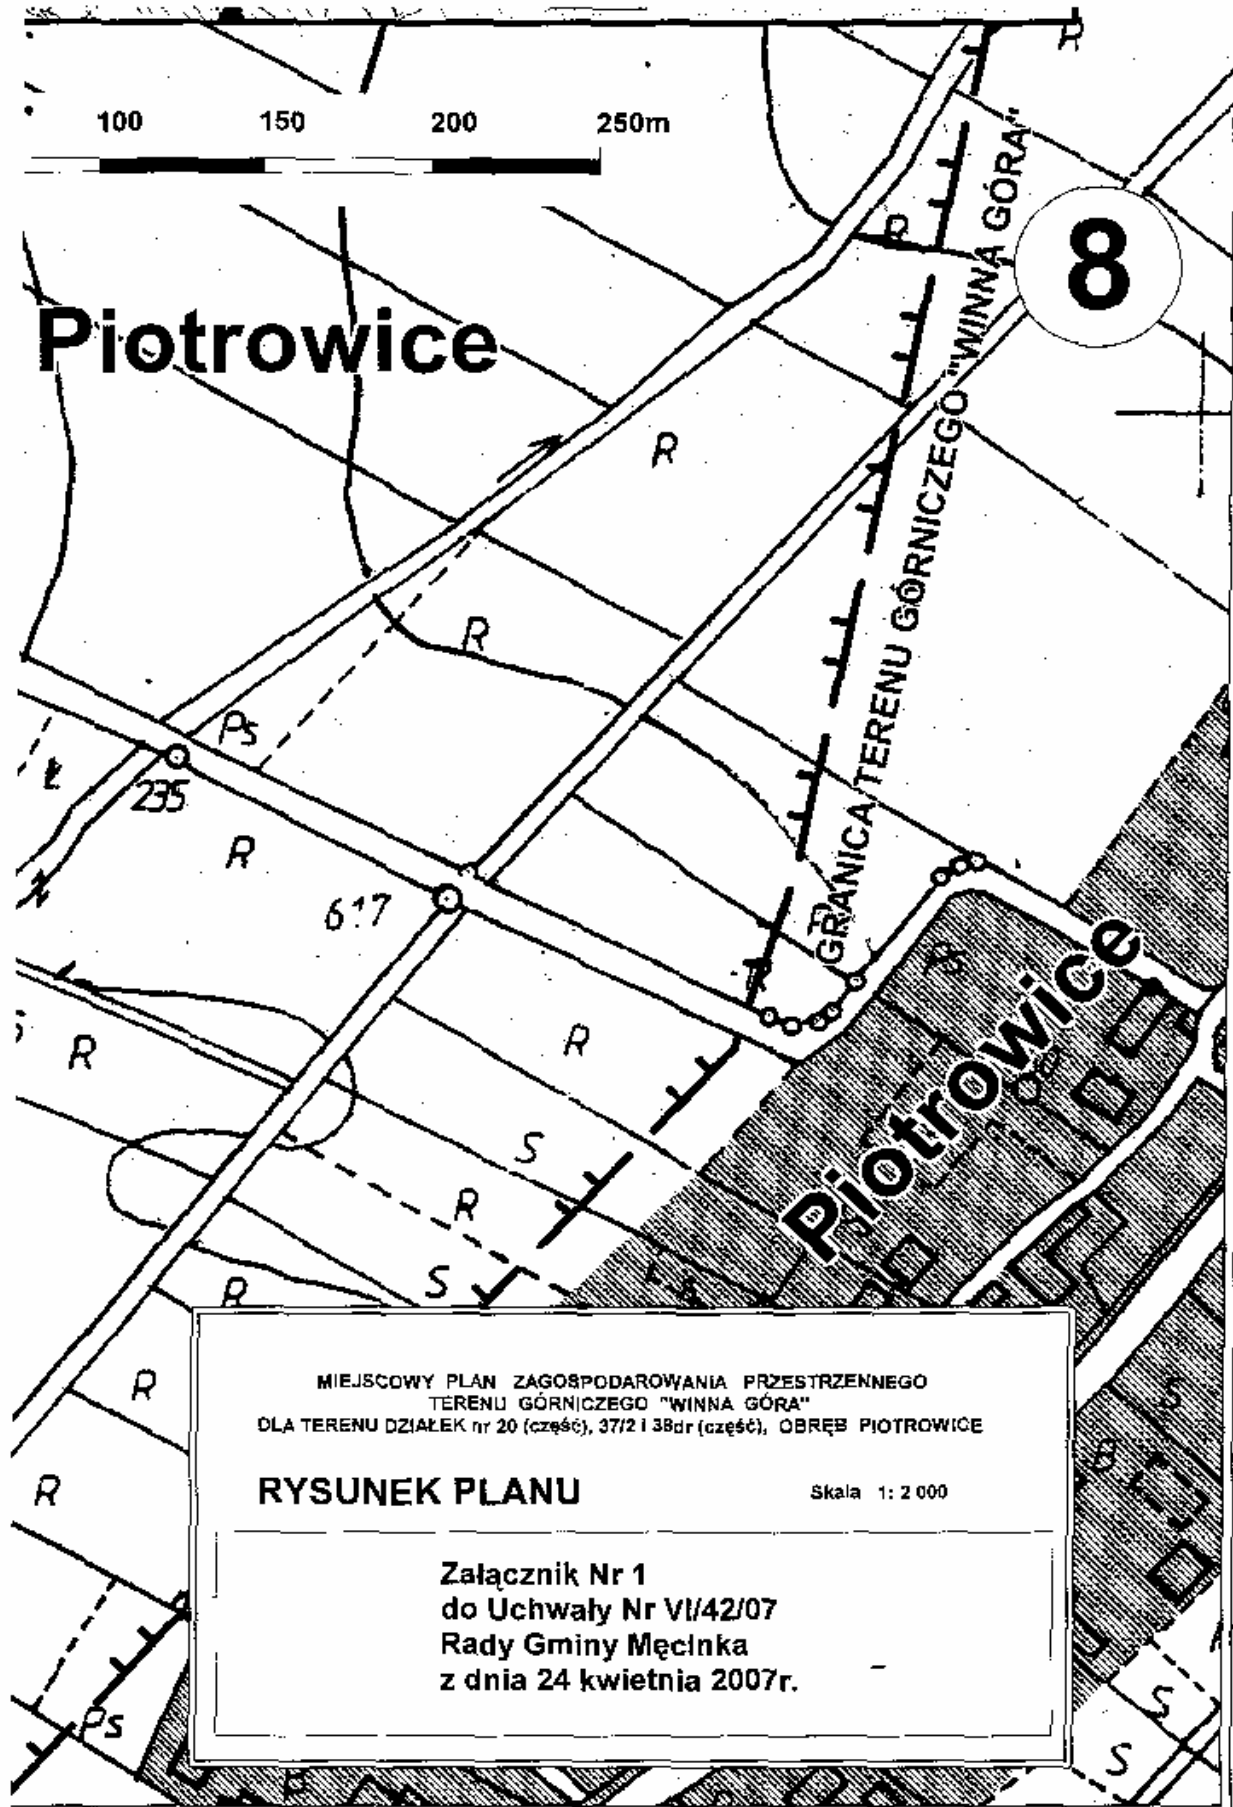 R
100 150 200 250m
R
8
Piotrowice
GRANICA TERENU GÓRNICZEGO "WINNA GÓRA"
R
R
Ps
Ł
235
R
617
R
R
R
R
S
R
S
R
Piotrowice
MIEJSCOWY PLAN ZAGOSPODAROWANIA PRZESTRZENNEGO
TERENU GÓRNICZEGO "WINNA GÓRA"
DLA TERENU DZIAŁEK nr 20 (część), 37/2 i 38dr (część), OBRĘB PIOTROWICE
R
RYSUNEK PLANU Skala 1: 2 000
S
B
R
Załącznik Nr 1
do Uchwały Nr VI/42/07
Rady Gminy Męcinka
z dnia 24 kwietnia 2007r.
Ps
S
S
B